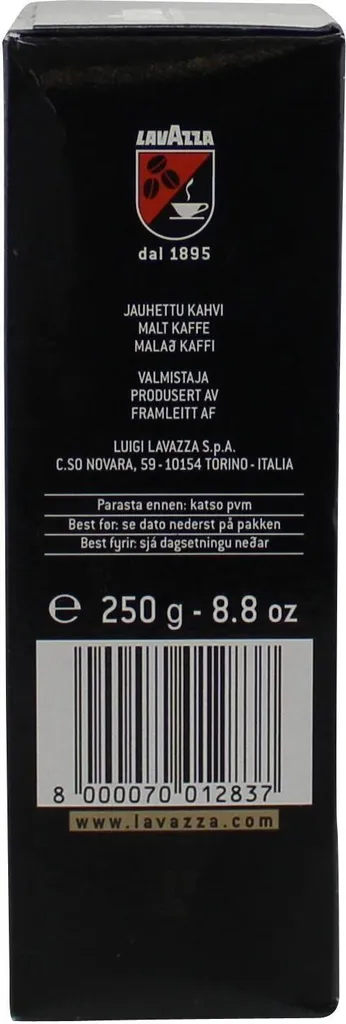 LAVAZZA
dal 1895
JAUHETTU KAHVI
MALT KAFFE
MALAð KAFFI
VALMISTAJA
PRODUSERT AV
FRAMLEITT AF
LUIGI LAVAZZA S.p.A.
C.SO NOVARA, 59 - 10154 TORINO - ITALIA
Parasta ennen: katso pvm
Best før: se dato nederst på pakken
Best fyrir: sjá dagsetningu neðar
℮ 250 g - 8.8 oz
8 000070 012837
www.lavazza.com